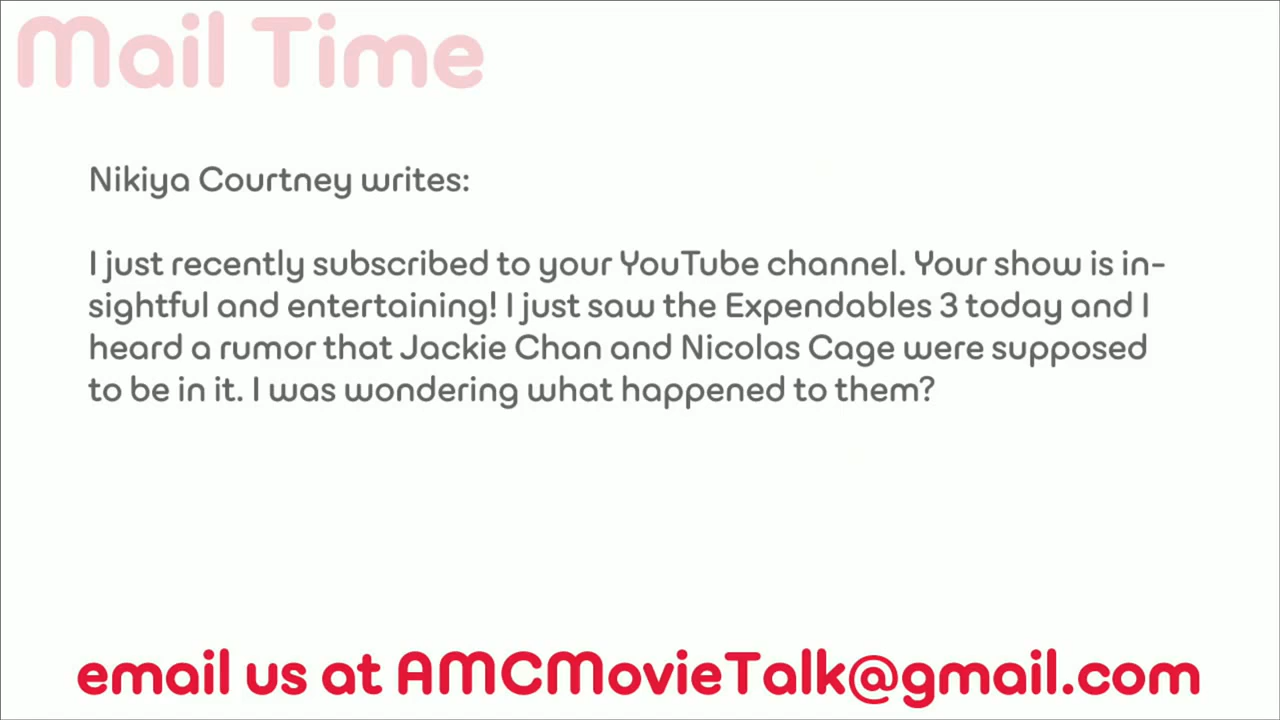 Mail Time
Nikiya Courtney writes:
I just recently subscribed to your YouTube channel. Your show is in-
sightful and entertaining! I just saw the Expendables 3 today and I
heard a rumor that Jackie Chan and Nicolas Cage were supposed
to be in it. I was wondering what happened to them?
email us at AMCMovieTalk@gmail.com